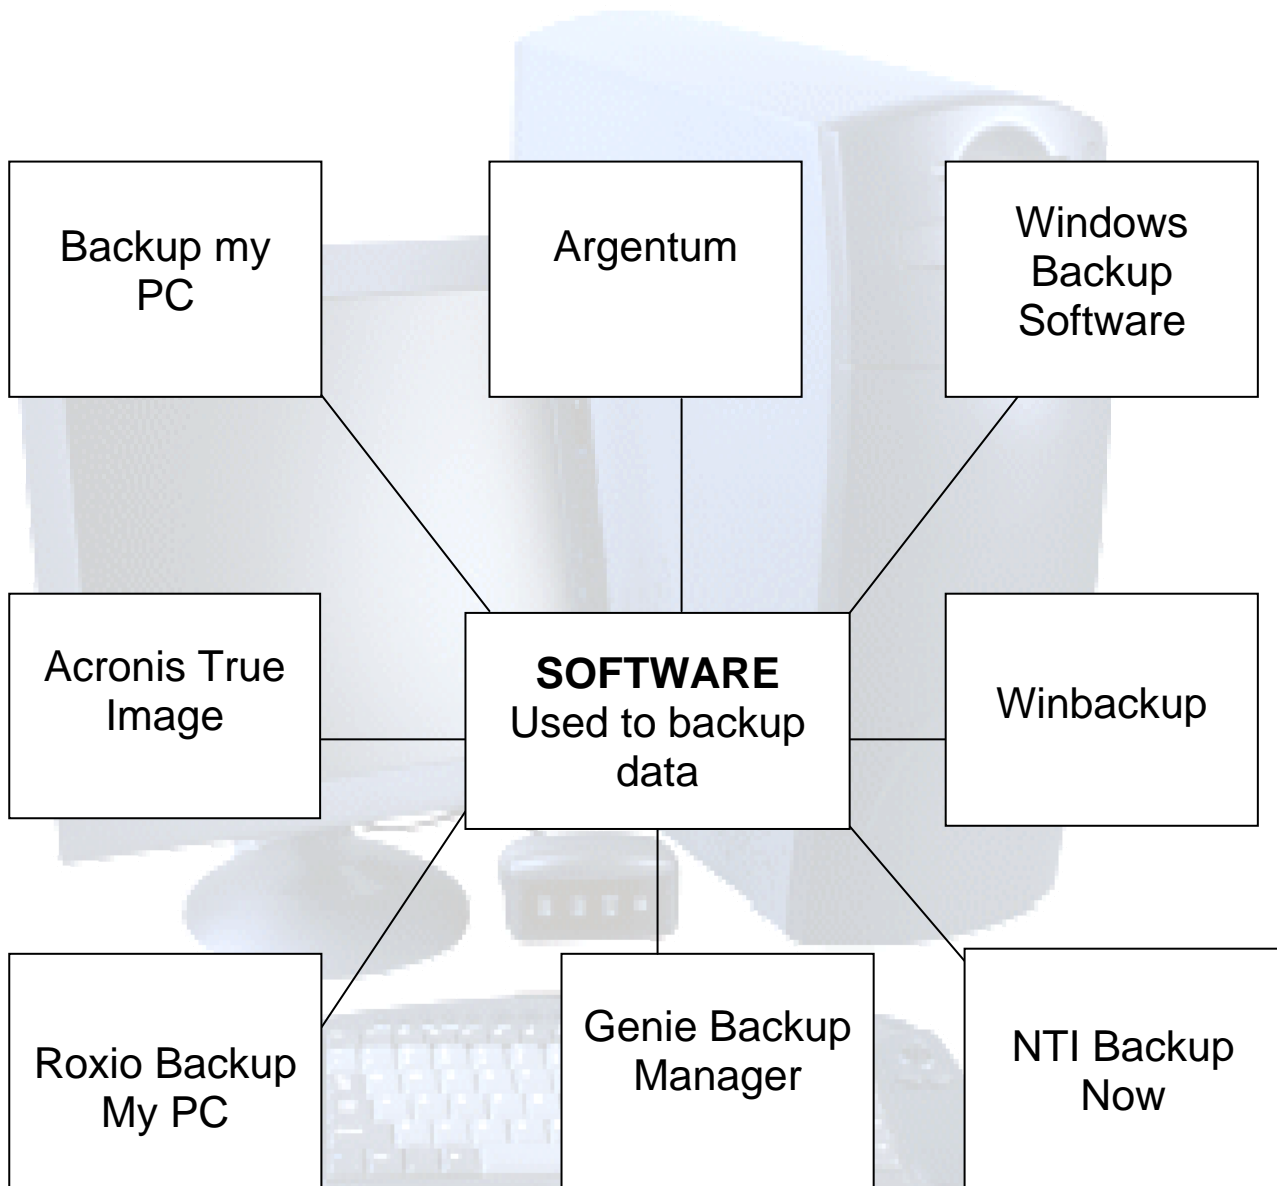 Backup my
PC
Argentum
Windows
Backup
Software
Acronis True
Image
SOFTWARE
Used to backup
data
Winbackup
Roxio Backup
My PC
Genie Backup
Manager
NTI Backup
Now